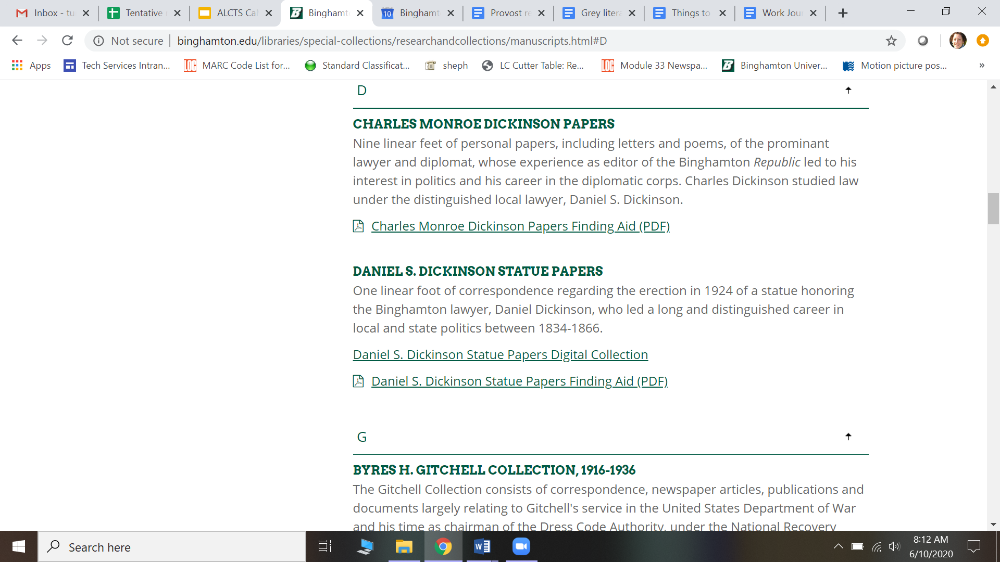 Inbox - tu
Tentative
ALCTS Cal
Binghamt
10
Binghamt
Provost re
Grey litera
Things to
Work Jour
Not secure
binghamton.edu/libraries/special-collections/researchandcollections/manuscripts.html#D
Apps
Tech Services Intran...
MARC Code List for...
Standard Classificat...
sheph
LC Cutter Table: Re...
Module 33 Newspa...
Binghamton Univer...
Motion picture pos...
»
D
CHARLES MONROE DICKINSON PAPERS
Nine linear feet of personal papers, including letters and poems, of the prominant
lawyer and diplomat, whose experience as editor of the Binghamton Republic led to his
interest in politics and his career in the diplomatic corps. Charles Dickinson studied law
under the distinguished local lawyer, Daniel S. Dickinson.
Charles Monroe Dickinson Papers Finding Aid (PDF)
DANIEL S. DICKINSON STATUE PAPERS
One linear foot of correspondence regarding the erection in 1924 of a statue honoring
the Binghamton lawyer, Daniel Dickinson, who led a long and distinguished career in
local and state politics between 1834-1866.
Daniel S. Dickinson Statue Papers Digital Collection
Daniel S. Dickinson Statue Papers Finding Aid (PDF)
G
BYRES H. GITCHELL COLLECTION, 1916-1936
The Gitchell Collection consists of correspondence, newspaper articles, publications and
documents largely relating to Gitchell's service in the United States Department of War
and his time as chairman of the Dress Code Authority, under the National Recovery
Search here
8:12 AM
6/10/2020